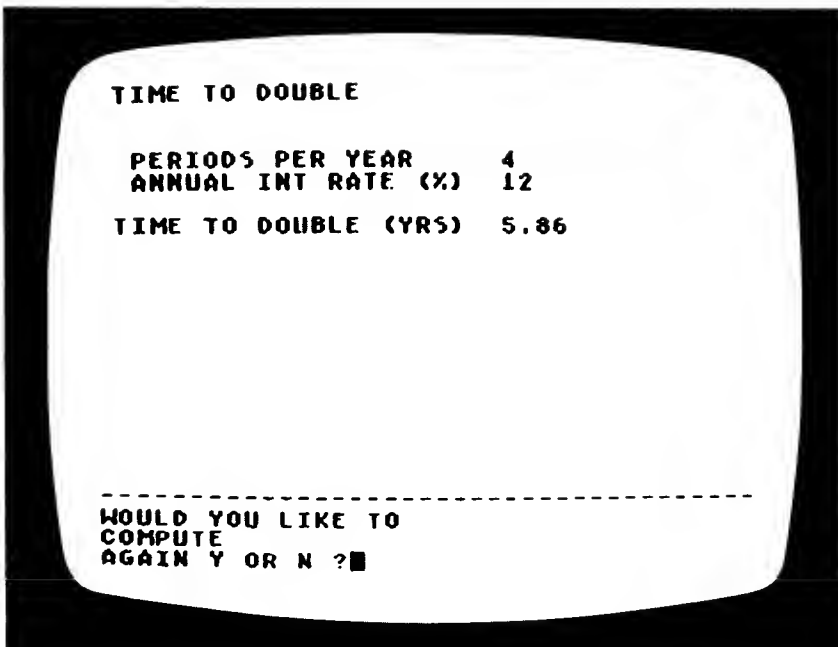 TIME TO DOUBLE
PERIODS PER YEAR 4
ANNUAL INT RATE (%) 12
TIME TO DOUBLE (YRS) 5.86
----------------------------------------
WOULD YOU LIKE TO
COMPUTE
AGAIN Y OR N ?